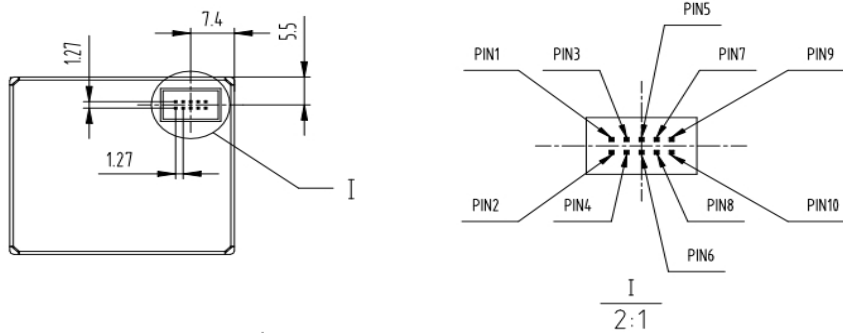 7.4
5.5
1.27
1.27
I
PIN5
PIN1
PIN3
PIN7
PIN9
PIN2
PIN4
PIN8
PIN10
PIN6
I
2:1